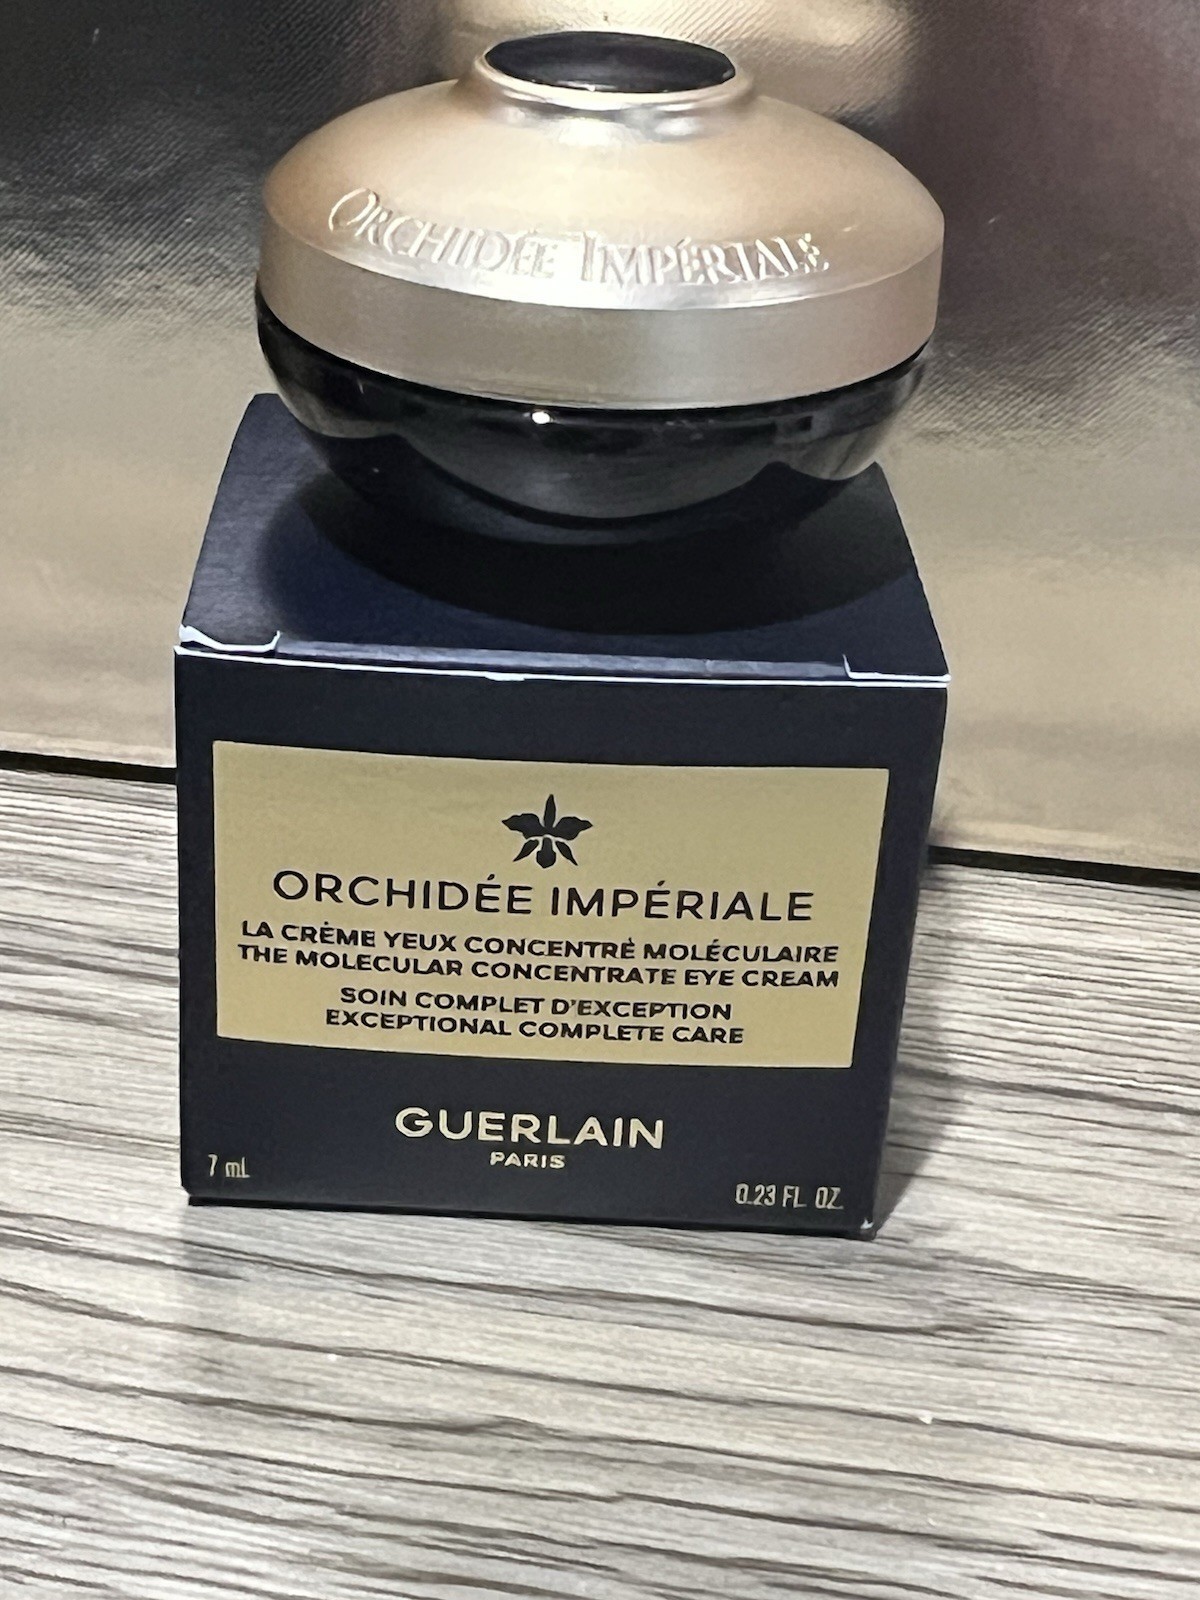 ORCHIDÉE IMPÉRIALE
ORCHIDÉE IMPÉRIALE
LA CRÈME YEUX CONCENTRÉ MOLÉCULAIRE
THE MOLECULAR CONCENTRATE EYE CREAM
SOIN COMPLET D'EXCEPTION
EXCEPTIONAL COMPLETE CARE
GUERLAIN
PARIS
7 mL
0.23 FL. OZ.